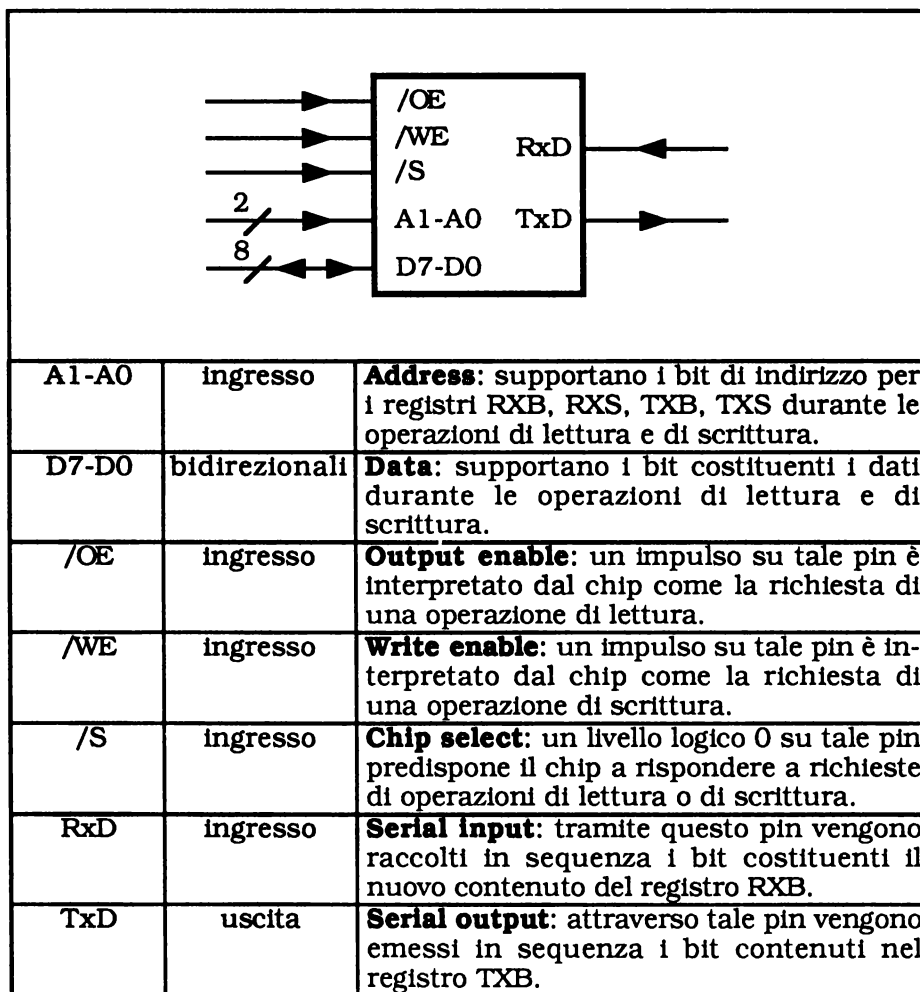 /OE
/WE
RxD
/S
2
A1-A0
TxD
8
D7-D0
A1-A0 ingresso Address: supportano i bit di indirizzo per
i registri RXB, RXS, TXB, TXS durante le
operazioni di lettura e di scrittura.
D7-D0 bidirezionali Data: supportano i bit costituenti i dati
durante le operazioni di lettura e di
scrittura.
/OE ingresso Output enable: un impulso su tale pin è
interpretato dal chip come la richiesta di
una operazione di lettura.
/WE ingresso Write enable: un impulso su tale pin è in-
terpretato dal chip come la richiesta di
una operazione di scrittura.
/S ingresso Chip select: un livello logico 0 su tale pin
predispone il chip a rispondere a richieste
di operazioni di lettura o di scrittura.
RxD ingresso Serial input: tramite questo pin vengono
raccolti in sequenza i bit costituenti il
nuovo contenuto del registro RXB.
TxD uscita Serial output: attraverso tale pin vengono
emessi in sequenza i bit contenuti nel
registro TXB.